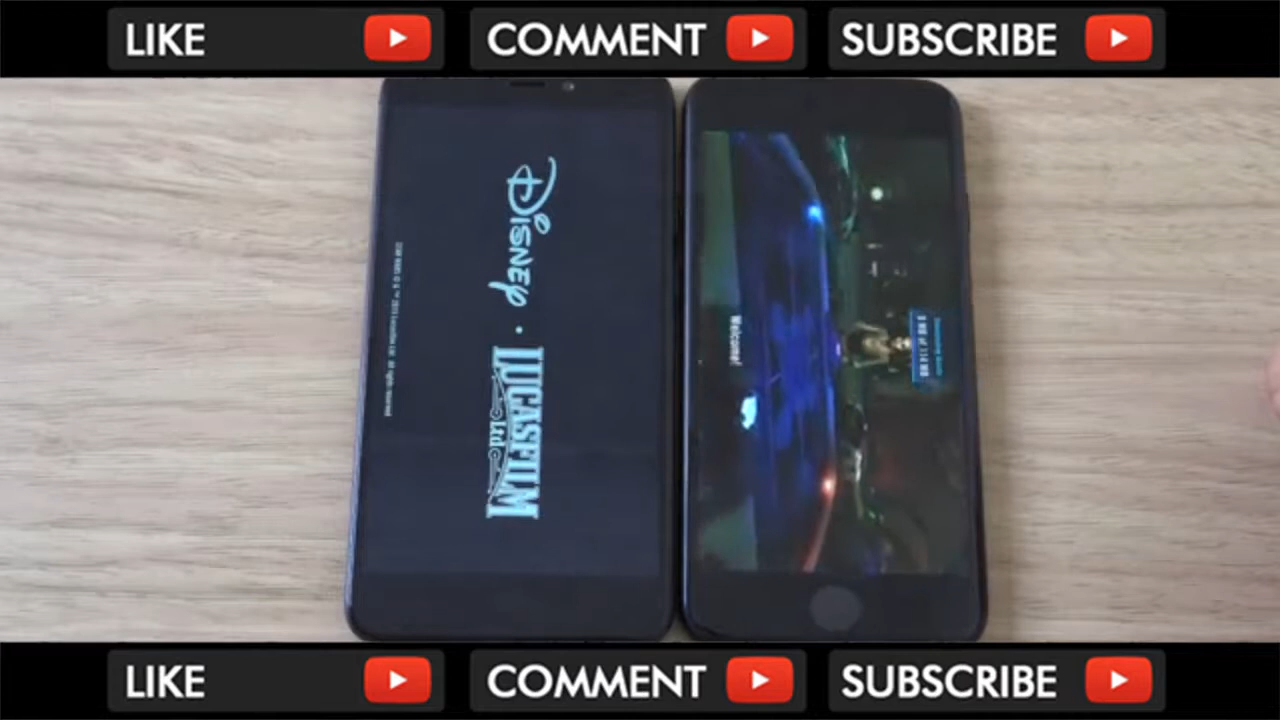 LIKE
COMMENT
SUBSCRIBE
Disney · LUCASFILM
Ltd
Welcome!
LIKE
COMMENT
SUBSCRIBE